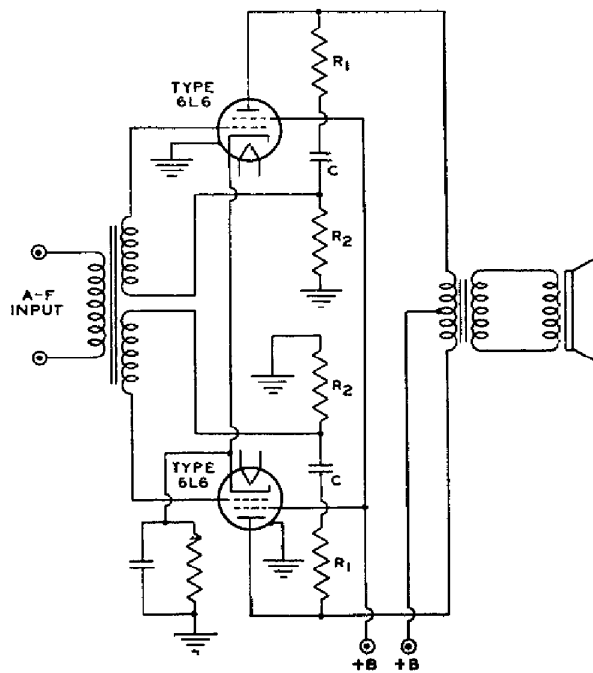 TYPE
6L6
R1
C
R2
A-F
INPUT
R2
TYPE
6L6
C
R1
+B +B